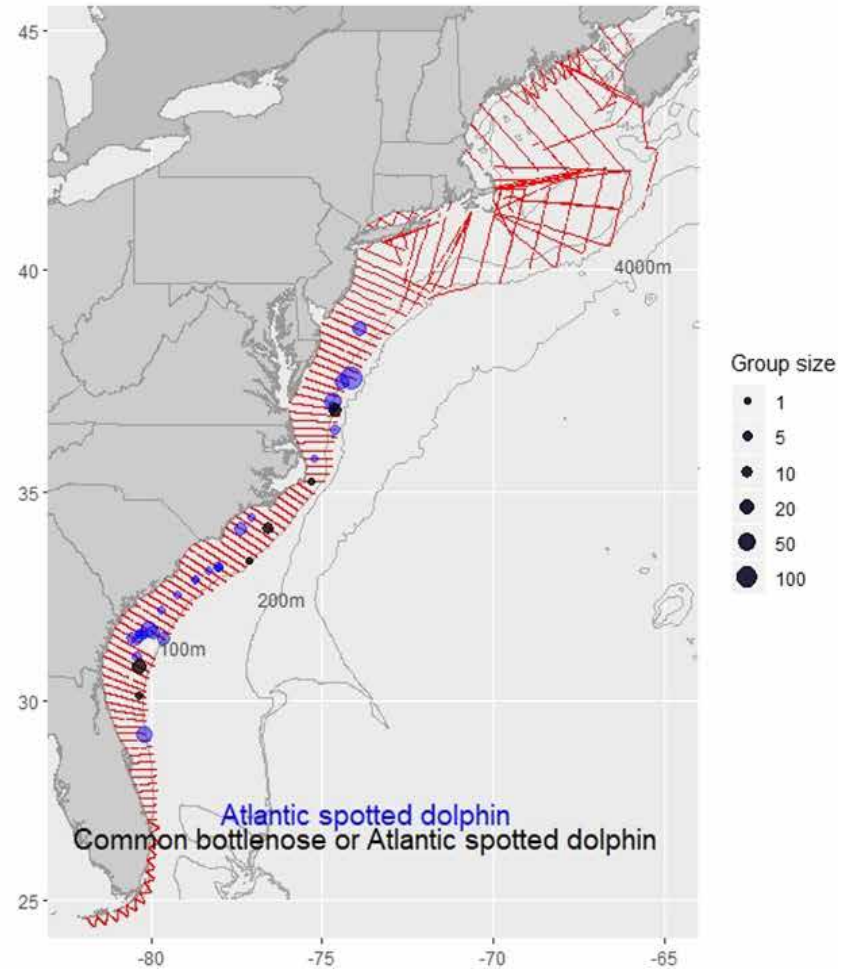 45
40
35
30
25
4000m
200m
100m
Atlantic spotted dolphin
Common bottlenose or Atlantic spotted dolphin
-80
-75
-70
-65
Group size
1
5
10
20
50
100